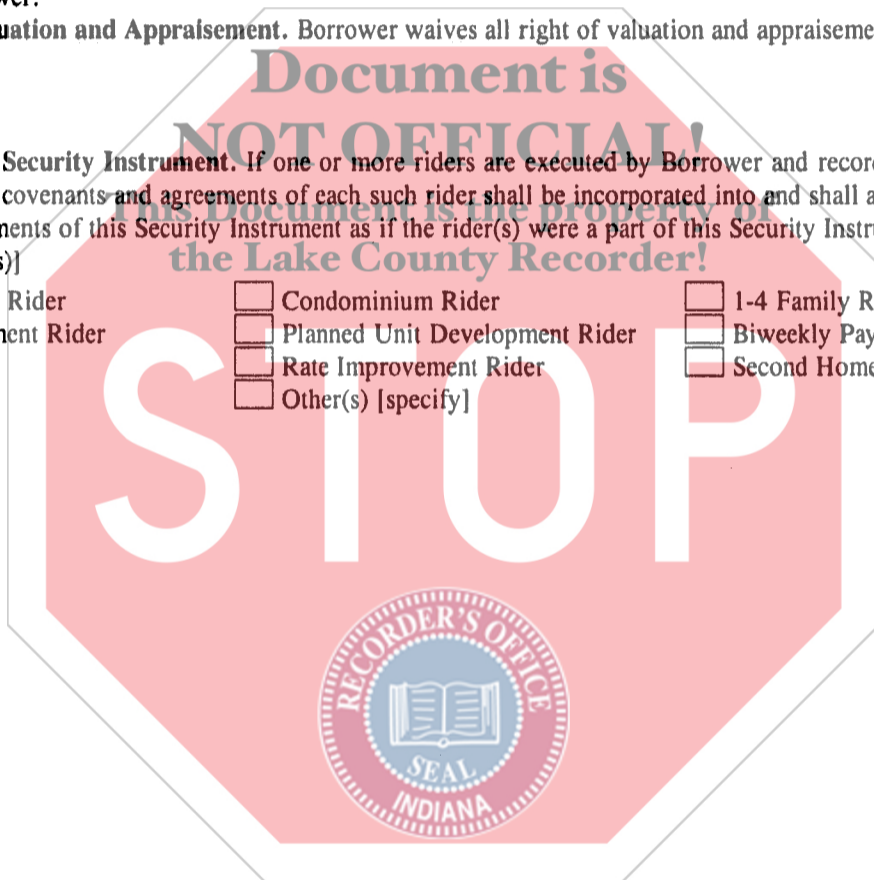 uation and Appraisement. Borrower waives all right of valuation and appraiseme
Document is
NOT OFFICIAL!
Security Instrument. If one or more riders are executed by Borrower and recor
covenants and agreements of each such rider shall be incorporated into and shall a
This Document is the property of
nents of this Security Instrument as if the rider(s) were a part of this Security Instr
the Lake County Recorder!
s)]
Rider
Condominium Rider
1-4 Family R
nent Rider
Planned Unit Development Rider
Biweekly Pay
Rate Improvement Rider
Second Home
Other(s) [specify]
STOP
RECORDER'S OFFICE
SEAL
INDIANA